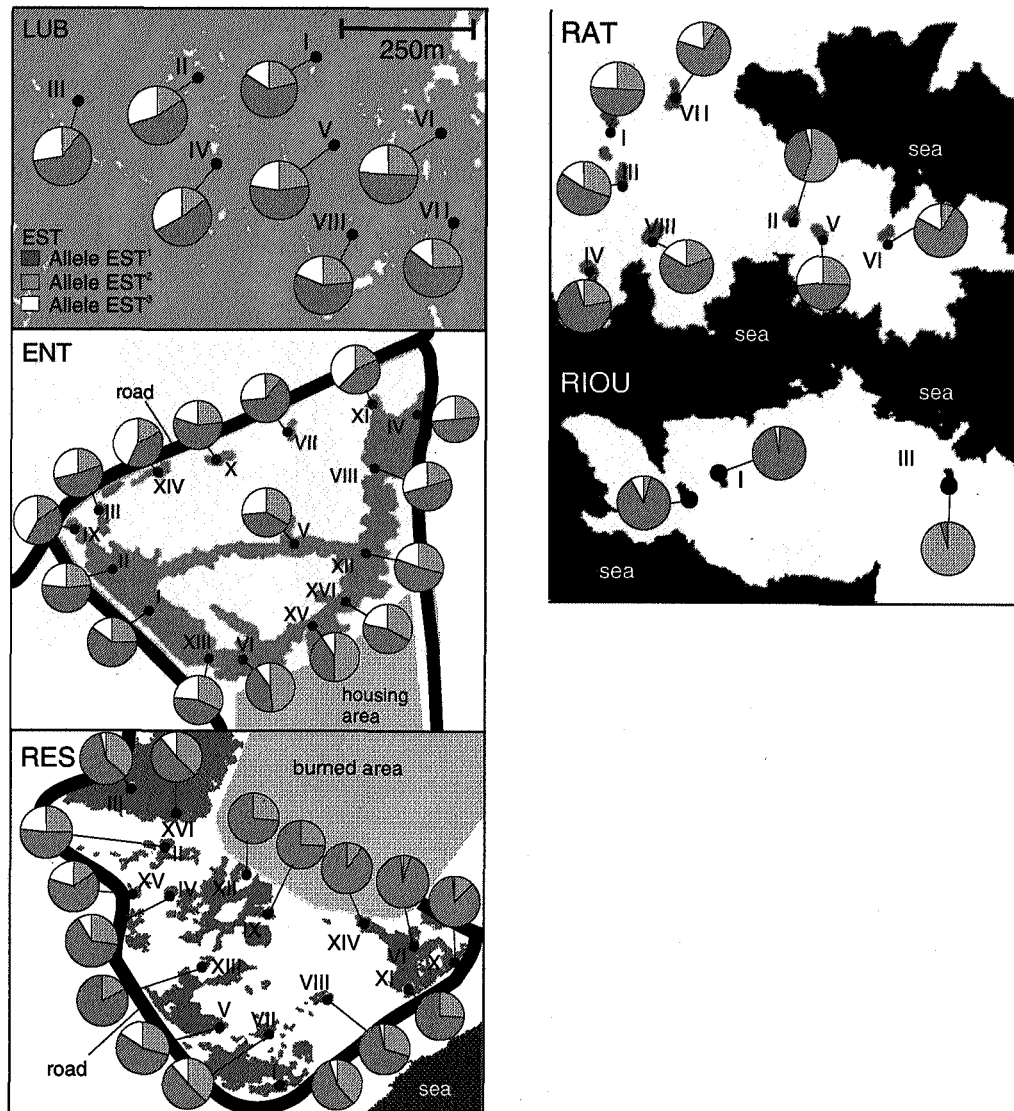 LUB
250m
I
II
III
V
VI
IV
VIII
VII
EST
Allele EST¹
Allele EST²
Allele EST³
ENT
road
XI
IV
VII
X
VIII
XIV
III
IX
V
II
XII
I
XVI
XV
XIII
VI
housing
area
RES
burned area
III
XVI
II
XV
IV
XII
IX
XIV
VI
X
XIII
XI
VIII
V
VII
I
road
sea
RAT
VII
I
sea
III
II
V
VIII
VI
IV
sea
RIOU
sea
III
I
sea